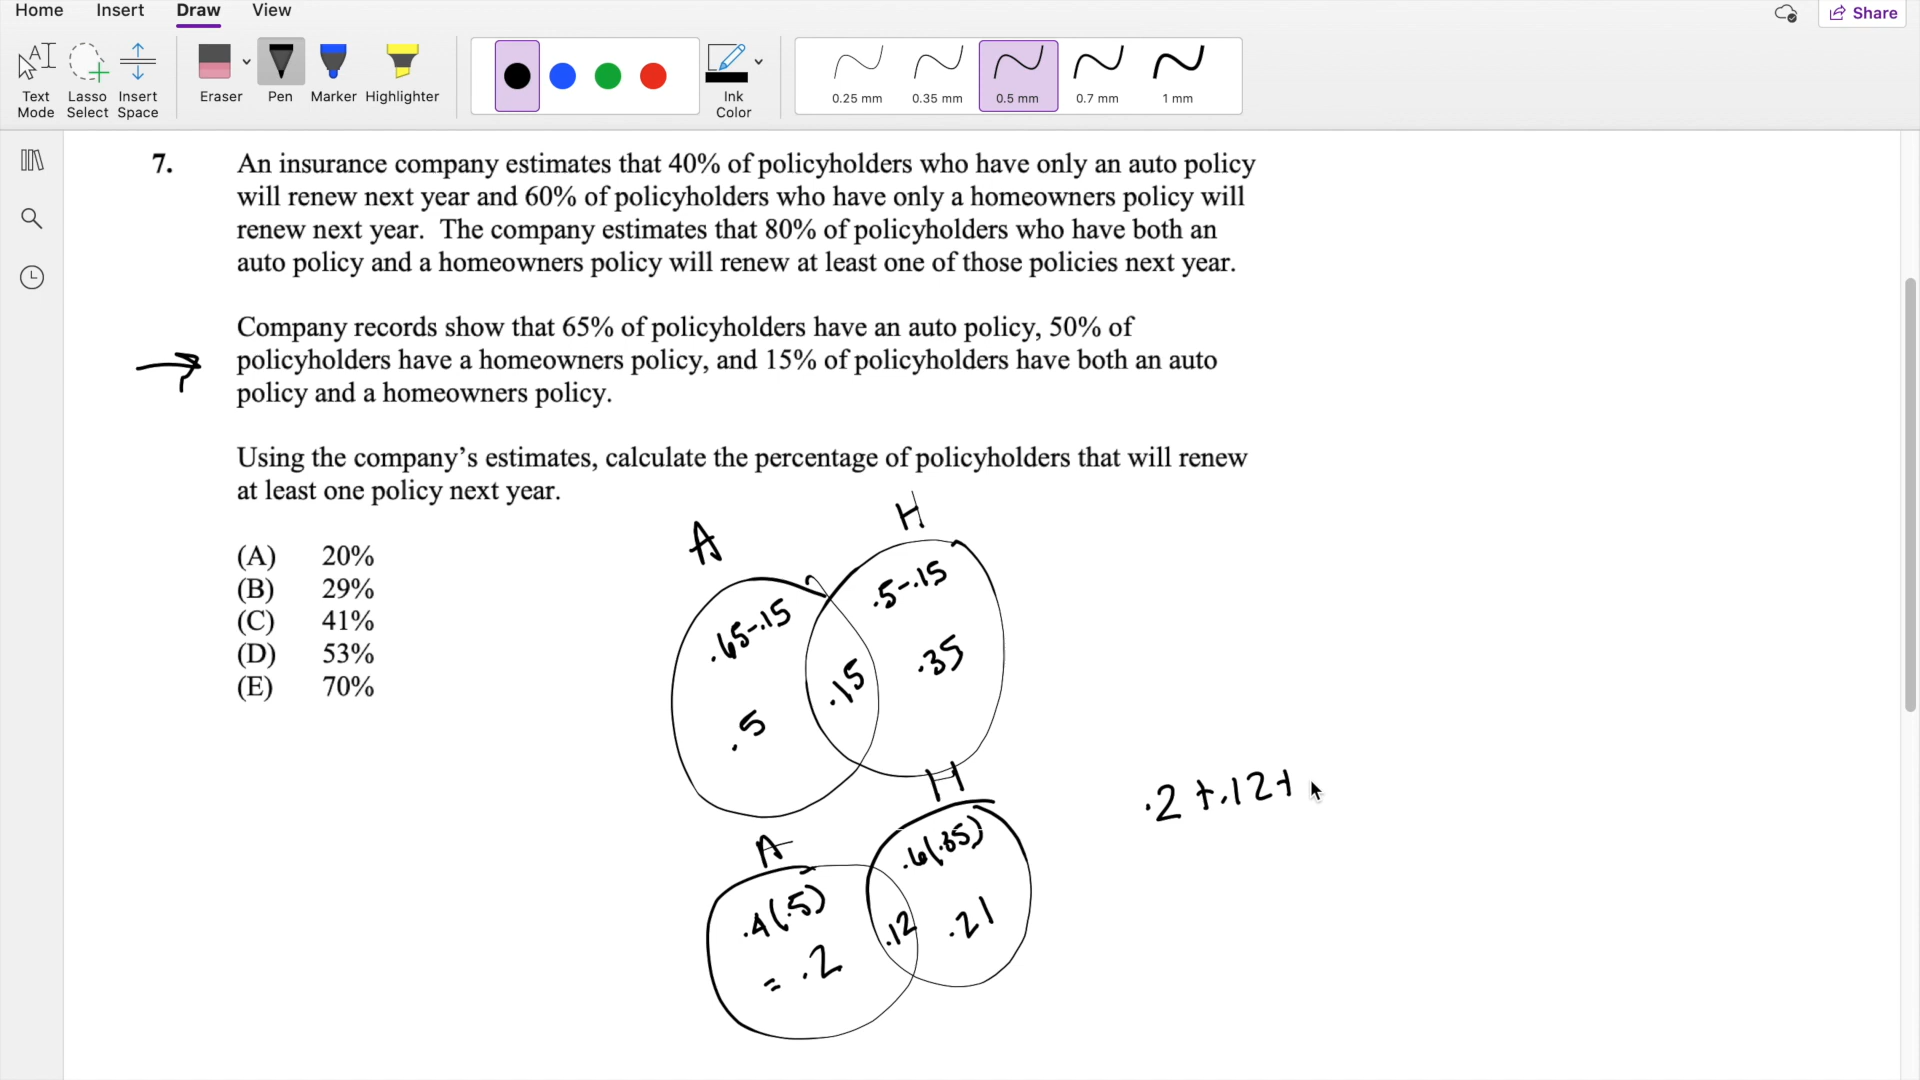 Home Insert Draw View
Share
Text Mode
Lasso Select
Insert Space
Eraser
Pen
Marker
Highlighter
Ink Color
0.25 mm
0.35 mm
0.5 mm
0.7 mm
1 mm
7. An insurance company estimates that 40% of policyholders who have only an auto policy
will renew next year and 60% of policyholders who have only a homeowners policy will
renew next year. The company estimates that 80% of policyholders who have both an
auto policy and a homeowners policy will renew at least one of those policies next year.
Company records show that 65% of policyholders have an auto policy, 50% of
policyholders have a homeowners policy, and 15% of policyholders have both an auto
policy and a homeowners policy.
Using the company's estimates, calculate the percentage of policyholders that will renew
at least one policy next year.
(A) 20%
(B) 29%
(C) 41%
(D) 53%
(E) 70%
A
H
.65-.15
.5-.15
.15
.35
.5
A
H
.4(.5)
= .2
.12
.6(.35)
.21
.2 + .12 +